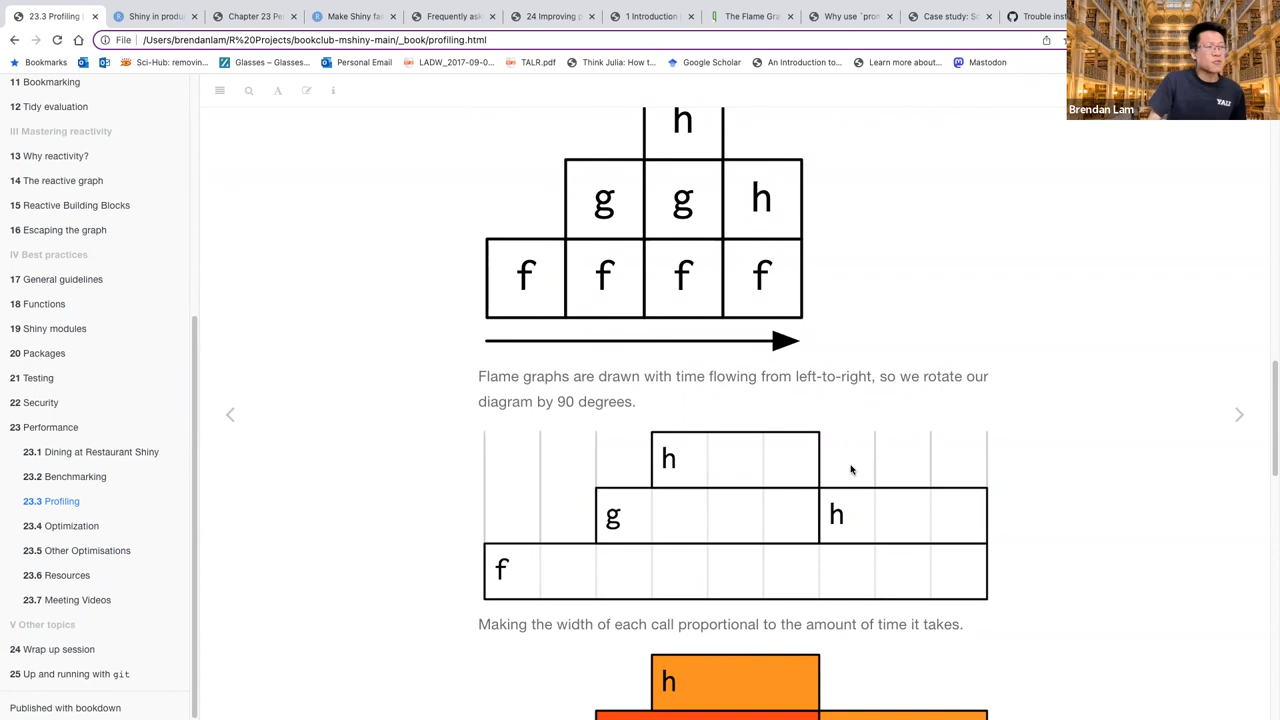 23.3 Profiling
Shiny in produ
Chapter 23 Per
Make Shiny fas
Frequently ask
24 Improving p
1 Introduction
The Flame Gra
Why use `pron
Case study: S
Trouble inst
File /Users/brendanlam/R%20Projects/bookclub-mshiny-main/_book/profiling.html
Bookmarks
Sci-Hub: removin...
Glasses – Glasses...
Personal Email
LADW_2017-09-0...
TALR.pdf
Think Julia: How t...
Google Scholar
An Introduction to...
Learn more about...
Mastodon
YALE
Brendan Lam
11 Bookmarking
12 Tidy evaluation
III Mastering reactivity
13 Why reactivity?
14 The reactive graph
15 Reactive Building Blocks
16 Escaping the graph
IV Best practices
17 General guidelines
18 Functions
19 Shiny modules
20 Packages
21 Testing
22 Security
23 Performance
23.1 Dining at Restaurant Shiny
23.2 Benchmarking
23.3 Profiling
23.4 Optimization
23.5 Other Optimisations
23.6 Resources
23.7 Meeting Videos
V Other topics
24 Wrap up session
25 Up and running with git
Published with bookdown
h
g g h
f f f f
Flame graphs are drawn with time flowing from left-to-right, so we rotate our
diagram by 90 degrees.
h
g h
f
Making the width of each call proportional to the amount of time it takes.
h